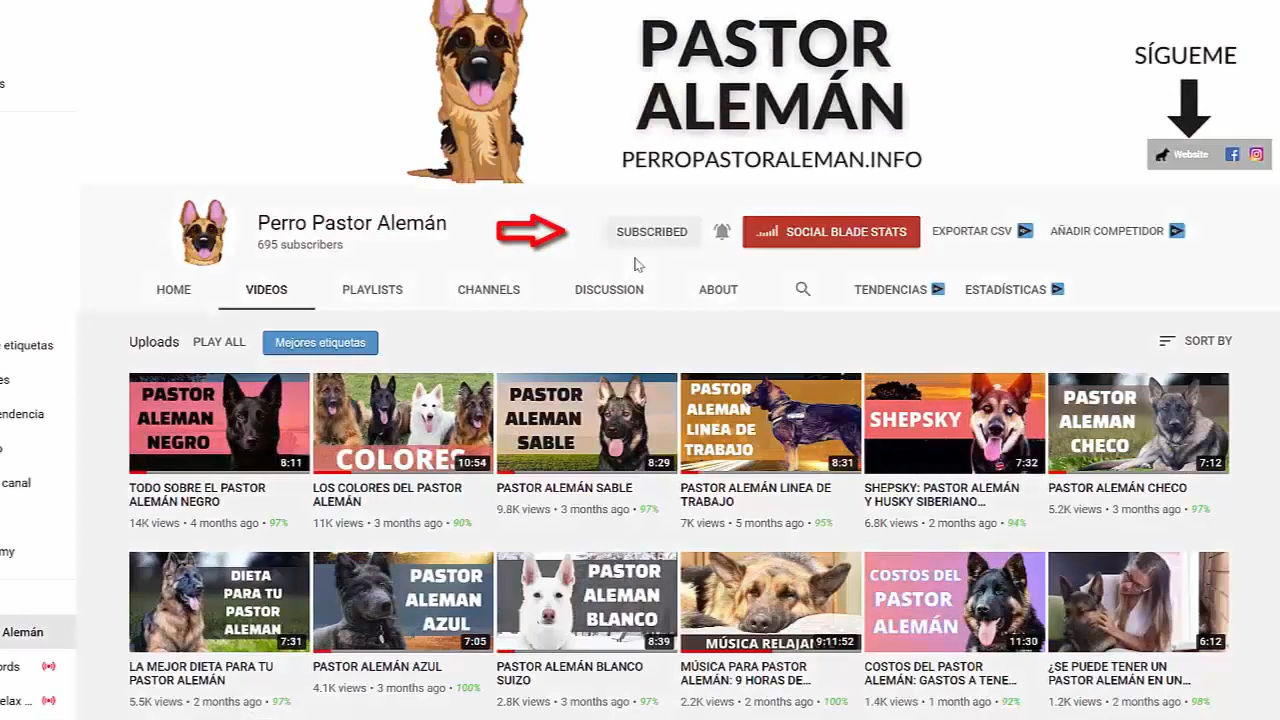 PASTOR
ALEMÁN
PERROPASTORALEMAN.INFO
SÍGUEME
Website
s
Perro Pastor Alemán
695 subscribers
SUBSCRIBED
SOCIAL BLADE STATS
EXPORTAR CSV
AÑADIR COMPETIDOR
HOME
VIDEOS
PLAYLISTS
CHANNELS
DISCUSSION
ABOUT
TENDENCIAS
ESTADÍSTICAS
e etiquetas
es
endencia
o
canal
my
Alemán
ords
elax ...
Uploads
PLAY ALL
Mejores etiquetas
SORT BY
PASTOR
ALEMAN
NEGRO
8:11
COLORES
10:54
PASTOR
ALEMAN
SABLE
8:29
PASTOR
ALEMAN
LINEA DE
TRABAJO
8:31
SHEPSKY
7:32
PASTOR
ALEMAN
CHECO
7:12
TODO SOBRE EL PASTOR
ALEMÁN NEGRO
14K views • 4 months ago • 97%
LOS COLORES DEL PASTOR
ALEMÁN
11K views • 3 months ago • 90%
PASTOR ALEMÁN SABLE
9.8K views • 3 months ago • 97%
PASTOR ALEMÁN LINEA DE
TRABAJO
7K views • 5 months ago • 95%
SHEPSKY: PASTOR ALEMÁN
Y HUSKY SIBERIANO...
6.8K views • 2 months ago • 94%
PASTOR ALEMÁN CHECO
5.2K views • 3 months ago • 97%
DIETA
PARA TU
PASTOR
ALEMAN
7:31
PASTOR
ALEMAN
AZUL
7:05
PASTOR
ALEMAN
BLANCO
8:39
MÚSICA RELAJAN
9:11:52
COSTOS DEL
PASTOR
ALEMÁN
11:30
6:12
LA MEJOR DIETA PARA TU
PASTOR ALEMÁN
5.5K views • 2 months ago • 97%
PASTOR ALEMÁN AZUL
4.1K views • 3 months ago • 100%
PASTOR ALEMÁN BLANCO
SUIZO
2.8K views • 3 months ago • 97%
MÚSICA PARA PASTOR
ALEMÁN: 9 HORAS DE...
2.2K views • 2 months ago • 100%
COSTOS DEL PASTOR
ALEMÁN: GASTOS A TENE...
1.4K views • 1 month ago • 92%
¿SE PUEDE TENER UN
PASTOR ALEMÁN EN UN...
1.2K views • 2 months ago • 98%